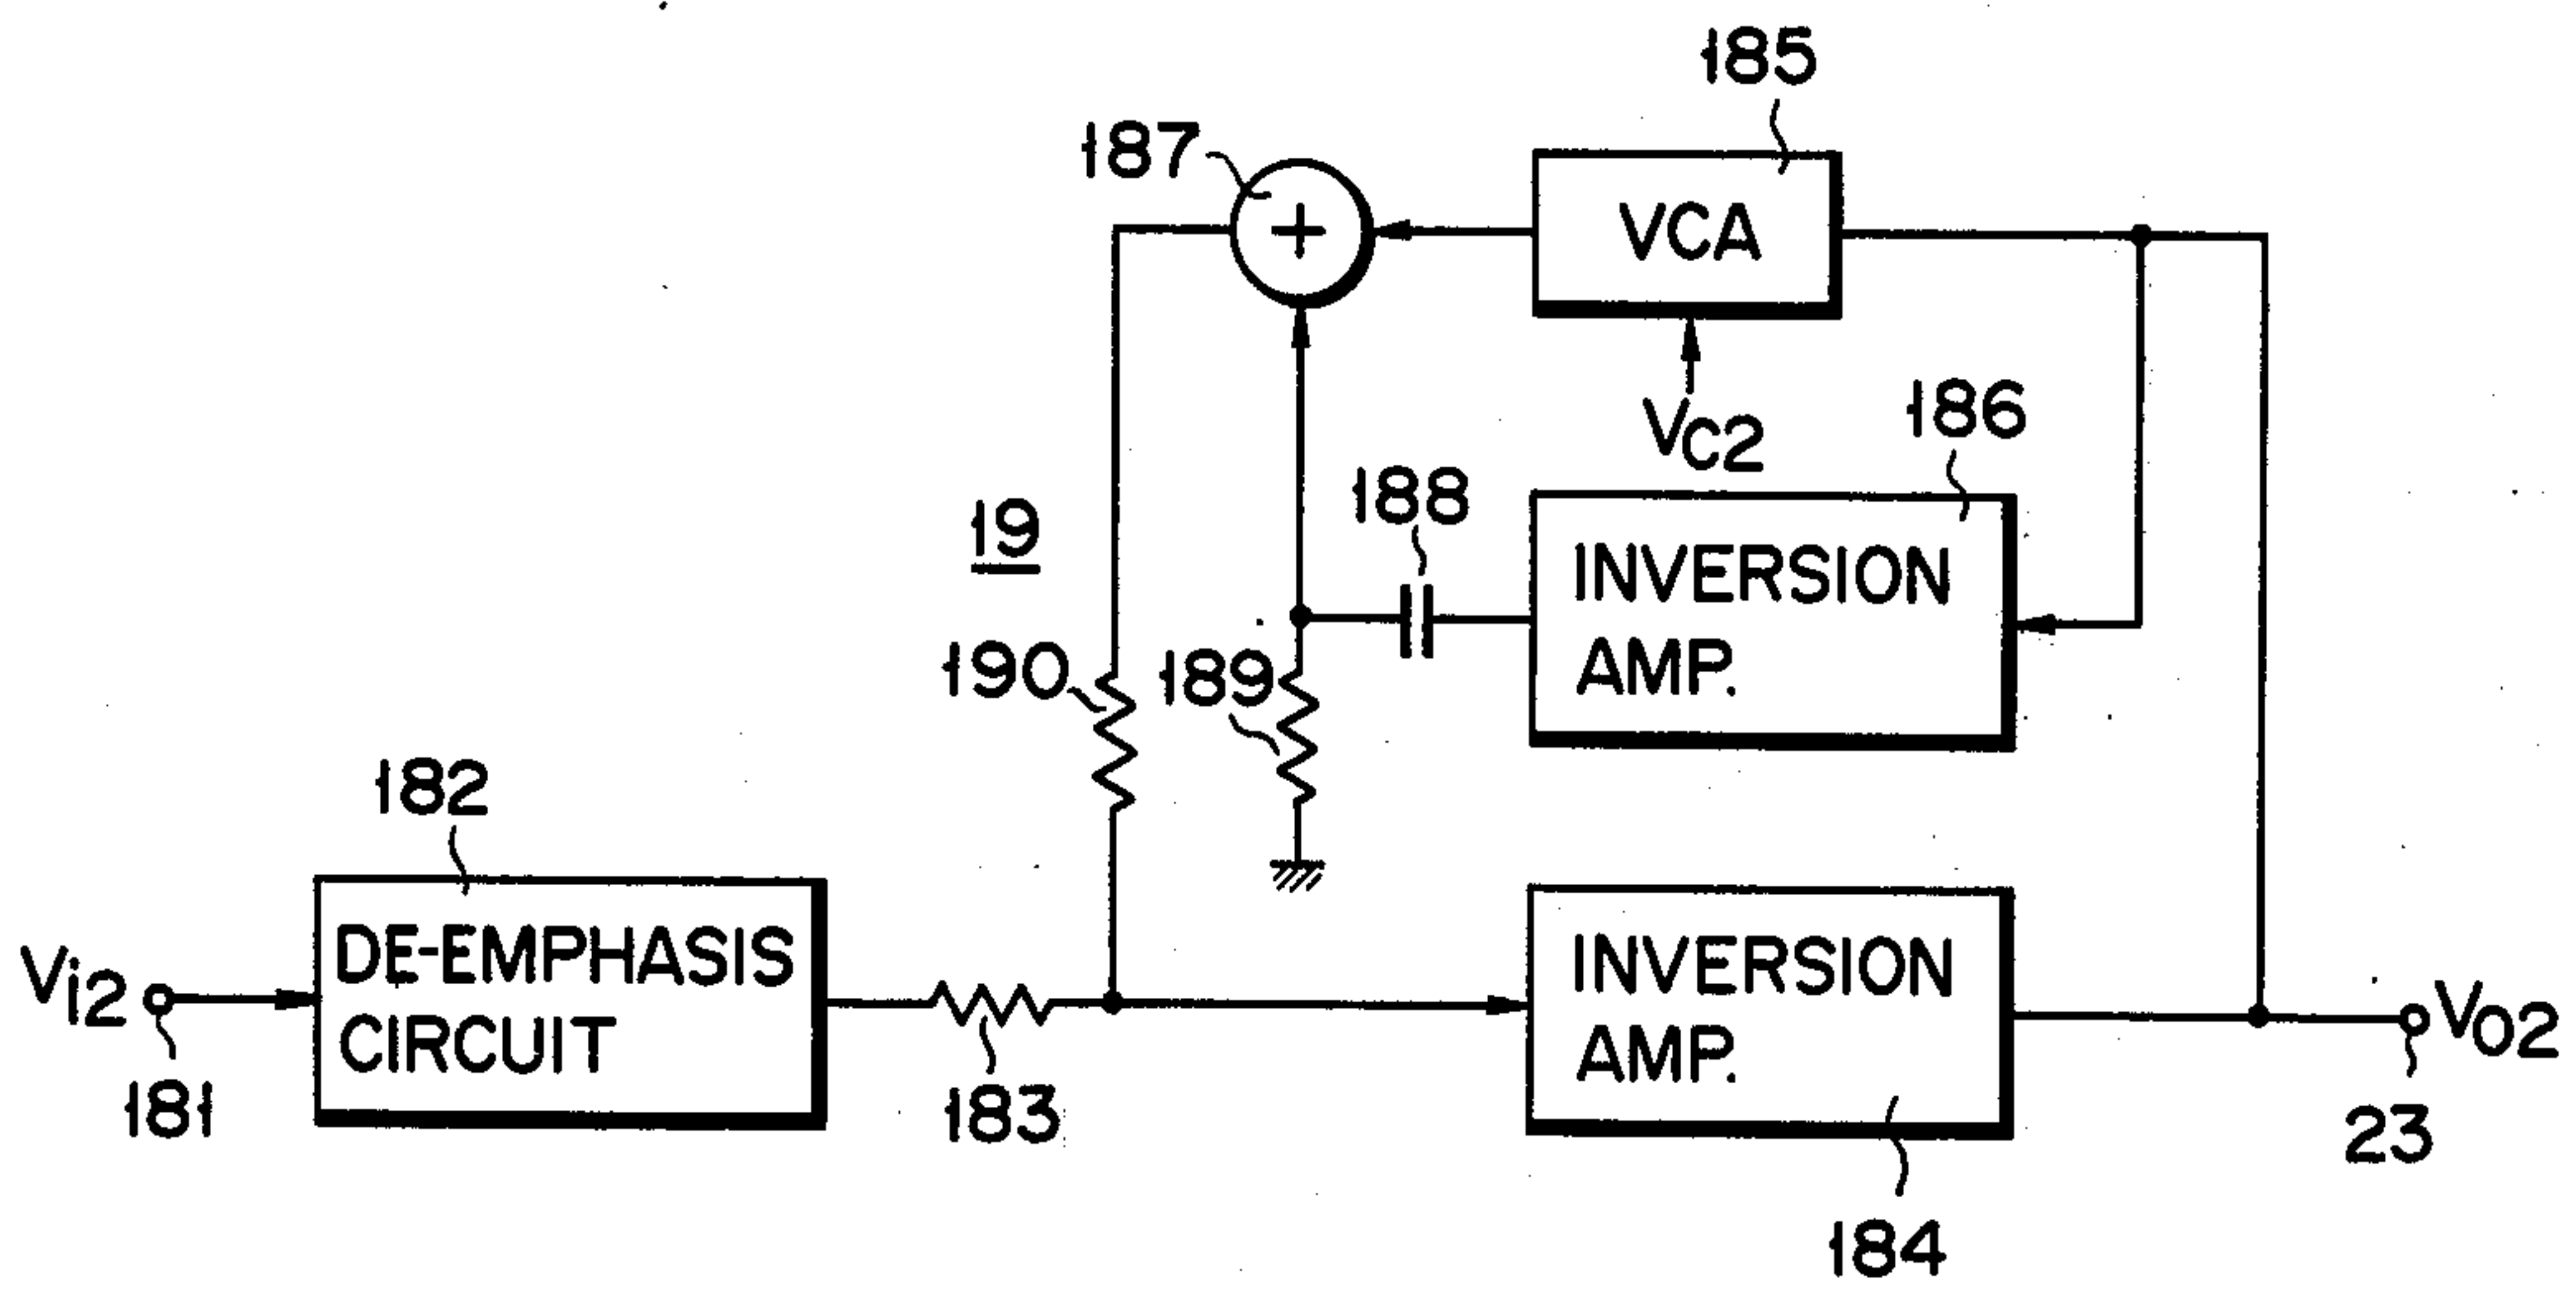 185
187
VCA
VC2
186
188
19
INVERSION
AMP.
190
189
182
DE-EMPHASIS
CIRCUIT
Vi2
181
183
INVERSION
AMP.
VO2
23
184